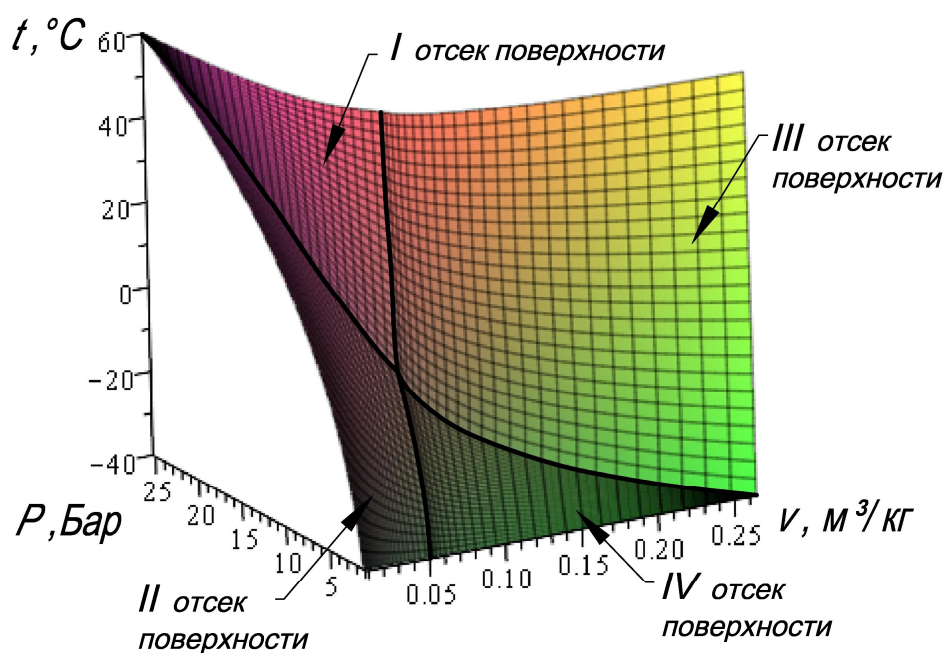 t,°C
60
40
20
0
-20
-40
I отсек поверхности
III отсек
поверхности
25
20
15
10
5
P,Бар
0.05
0.10
0.15
0.20
0.25
v, м³/кг
II отсек
поверхности
IV отсек
поверхности